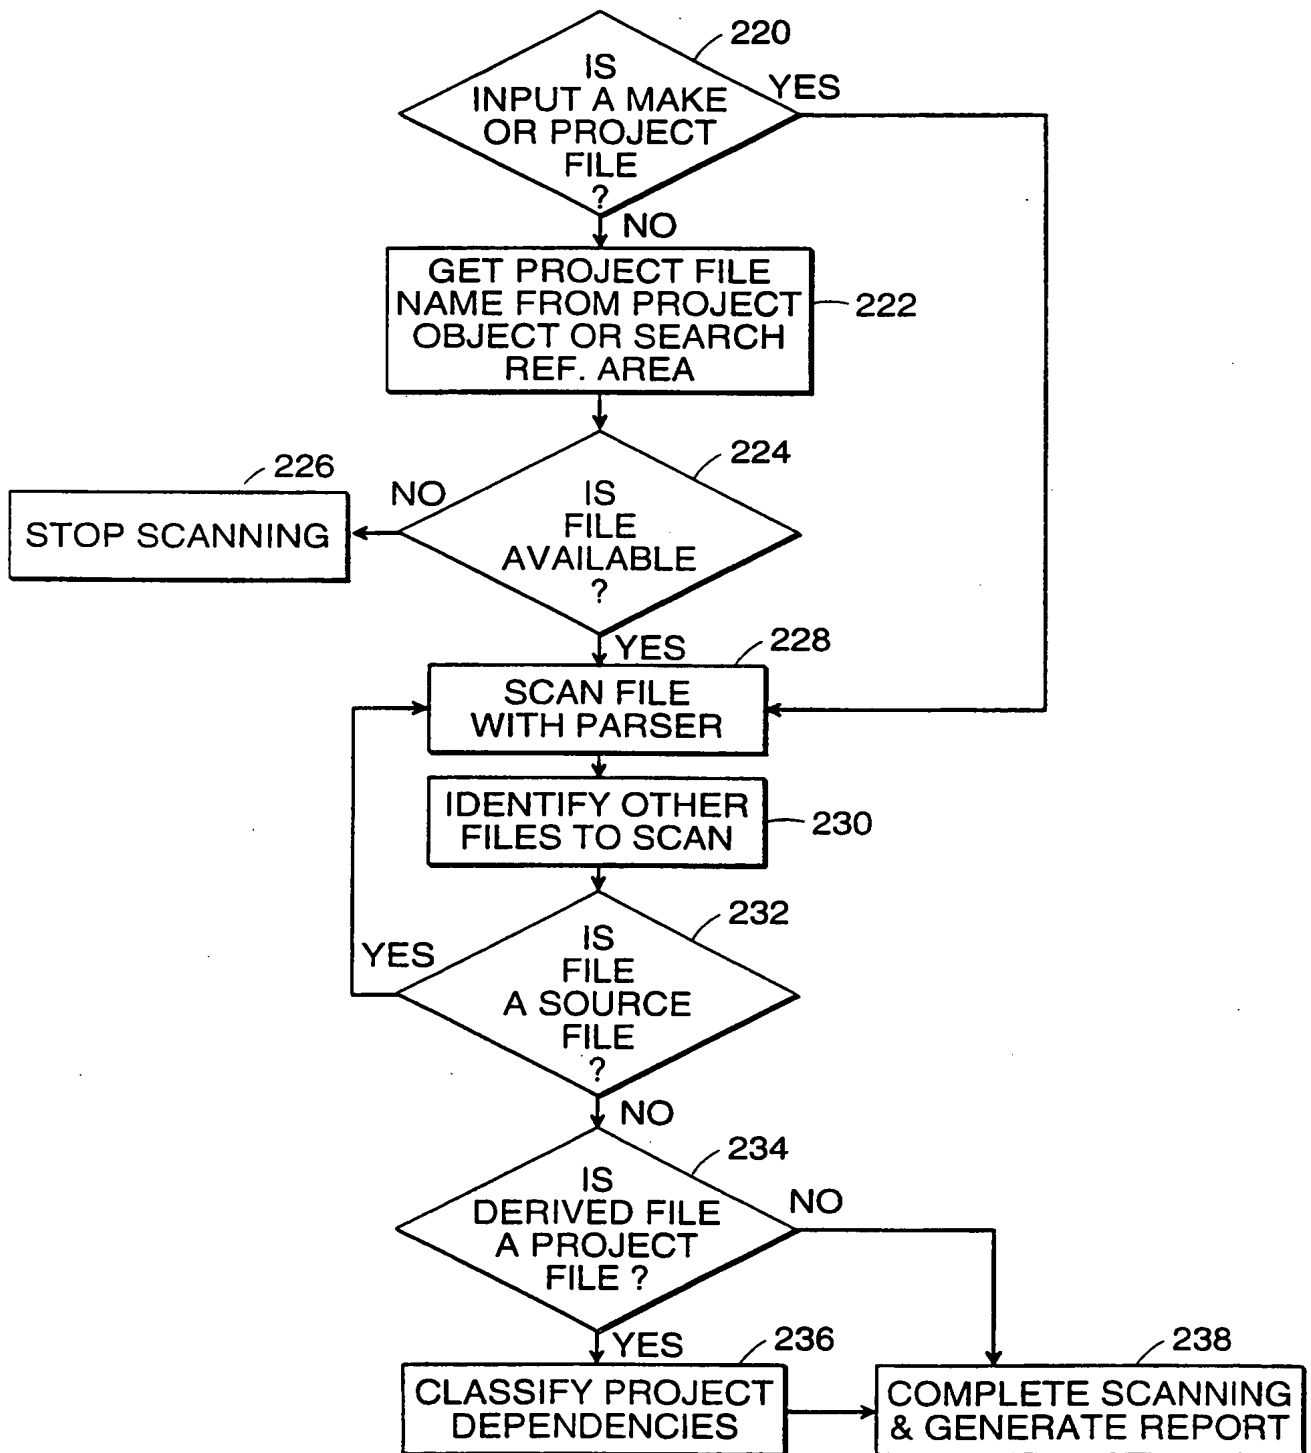 220
IS
INPUT A MAKE
OR PROJECT
FILE
?
YES
NO
GET PROJECT FILE
NAME FROM PROJECT
OBJECT OR SEARCH
REF. AREA
222
224
IS
FILE
AVAILABLE
?
NO
226
STOP SCANNING
YES
228
SCAN FILE
WITH PARSER
IDENTIFY OTHER
FILES TO SCAN
230
232
IS
FILE
A SOURCE
FILE
?
YES
NO
234
IS
DERIVED FILE
A PROJECT
FILE ?
NO
YES
236
CLASSIFY PROJECT
DEPENDENCIES
238
COMPLETE SCANNING
& GENERATE REPORT